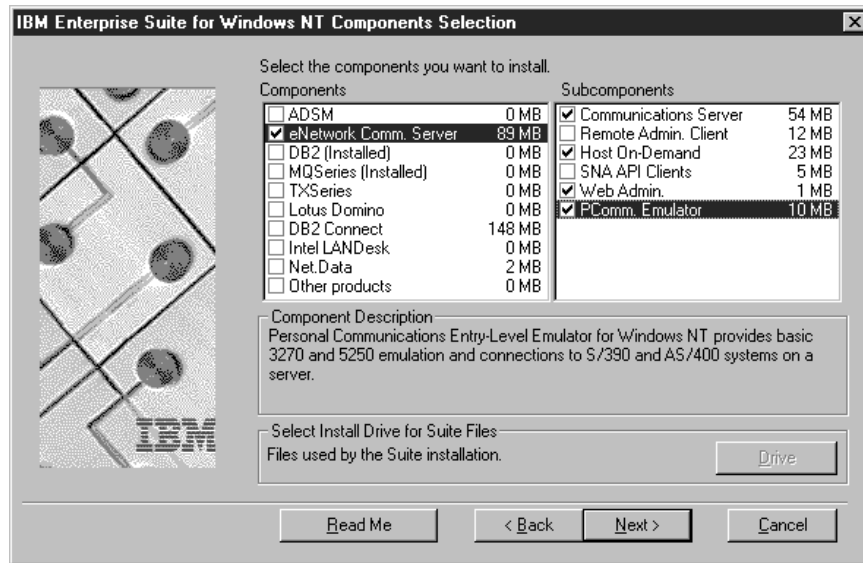 IBM Enterprise Suite for Windows NT Components Selection
Select the components you want to install.
Components
ADSM 0 MB
eNetwork Comm. Server 89 MB
DB2 (Installed) 0 MB
MQSeries (Installed) 0 MB
TXSeries 0 MB
Lotus Domino 0 MB
DB2 Connect 148 MB
Intel LANDesk 0 MB
Net.Data 2 MB
Other products 0 MB
Subcomponents
Communications Server 54 MB
Remote Admin. Client 12 MB
Host On-Demand 23 MB
SNA API Clients 5 MB
Web Admin. 1 MB
PComm. Emulator 10 MB
Component Description
Personal Communications Entry-Level Emulator for Windows NT provides basic
3270 and 5250 emulation and connections to S/390 and AS/400 systems on a
server.
IBM
Select Install Drive for Suite Files
Files used by the Suite installation.
Drive
Read Me
< Back
Next >
Cancel